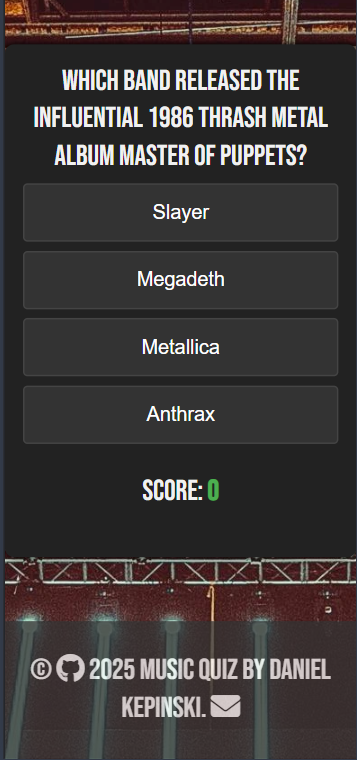 WHICH BAND RELEASED THE
INFLUENTIAL 1986 THRASH METAL
ALBUM MASTER OF PUPPETS?
Slayer
Megadeth
Metallica
Anthrax
SCORE: 0
© 2025 MUSIC QUIZ BY DANIEL
KEPINSKI.